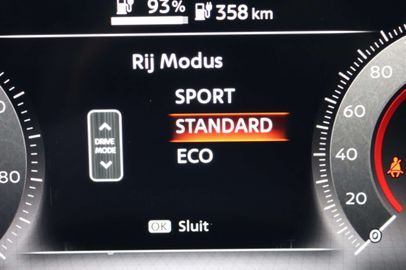 93% 358 km
Rij Modus
SPORT
STANDARD
ECO
DRIVE
MODE
OK Sluit
80
80
60
40
20
0